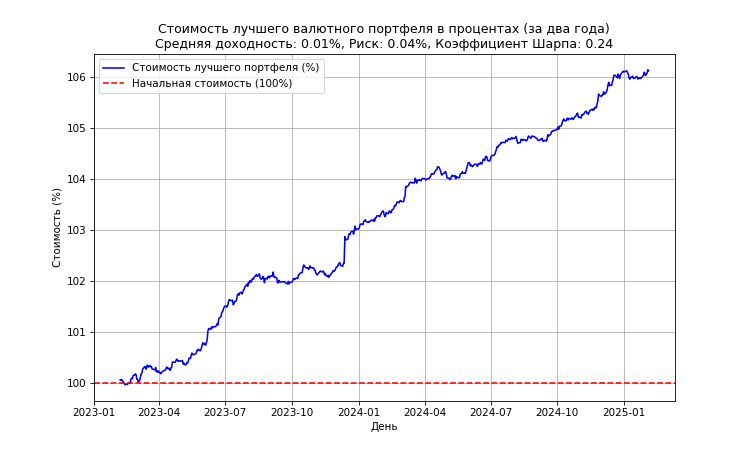 Стоимость лучшего валютного портфеля в процентах (за два года)
Средняя доходность: 0.01%, Риск: 0.04%, Коэффициент Шарпа: 0.24
Стоимость лучшего портфеля (%)
Начальная стоимость (100%)
Стоимость (%)
106
105
104
103
102
101
100
2023-01 2023-04 2023-07 2023-10 2024-01 2024-04 2024-07 2024-10 2025-01
День